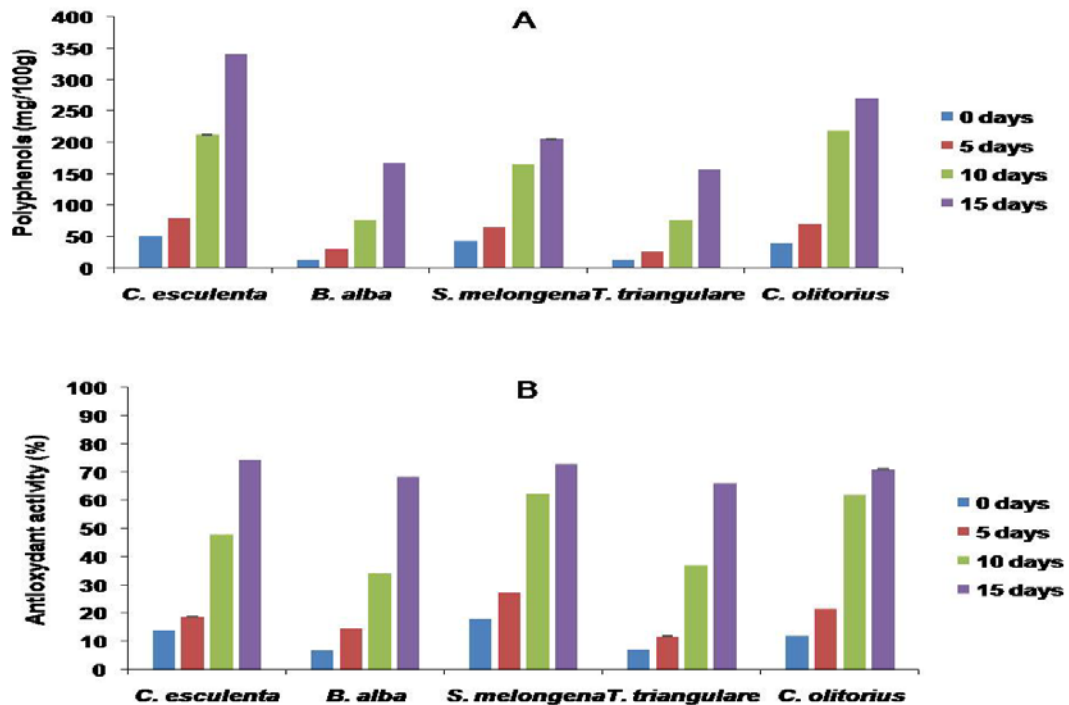 A
Polyphenols (mg/100g)
400
350
300
250
200
150
100
50
0
C. esculenta B. alba S. melongena T. triangulare C. olitorius
0 days
5 days
10 days
15 days
B
Antioxydant activity (%)
100
90
80
70
60
50
40
30
20
10
0
C. esculenta B. alba S. melongena T. triangulare C. olitorius
0 days
5 days
10 days
15 days